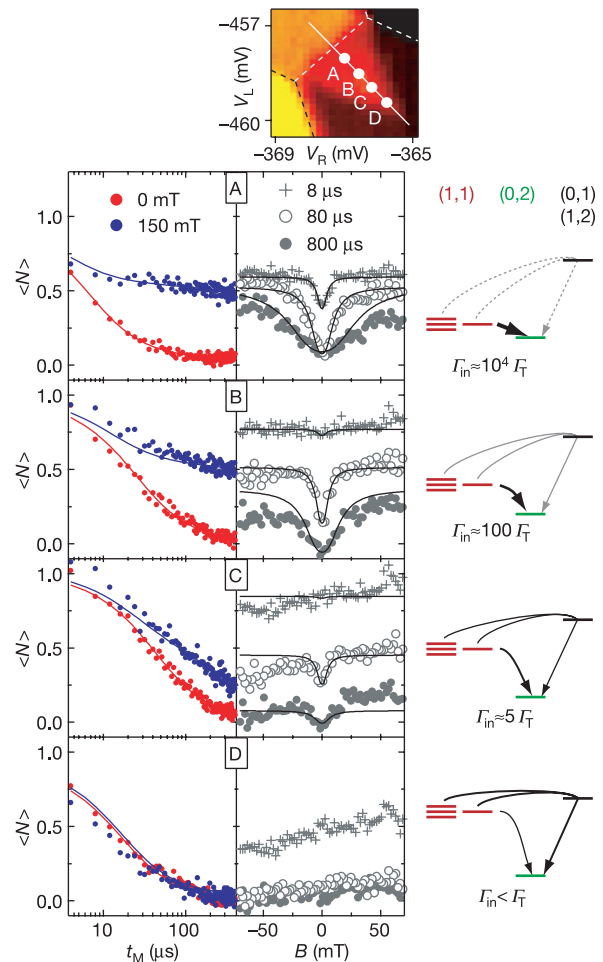 −457
V_L (mV)
−460
A
B
C
D
−369
V_R (mV)
−365
A
1.0
0 mT
150 mT
0.5
0.0
<N>
8 μs
80 μs
800 μs
(1,1)
(0,2)
(0,1)
(1,2)
Γ_in≈10⁴ Γ_T
B
1.0
0.5
0.0
<N>
Γ_in≈100 Γ_T
C
1.0
0.5
0.0
<N>
Γ_in≈5 Γ_T
D
1.0
0.5
0.0
<N>
Γ_in< Γ_T
10
100
t_M (μs)
−50
0
50
B (mT)